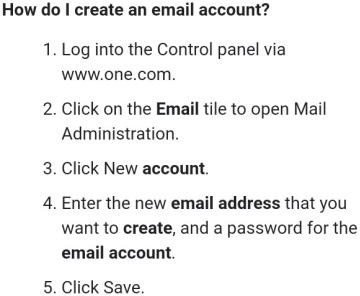 How do I create an email account?
1. Log into the Control panel via
www.one.com.
2. Click on the Email tile to open Mail
Administration.
3. Click New account.
4. Enter the new email address that you
want to create, and a password for the
email account.
5. Click Save.